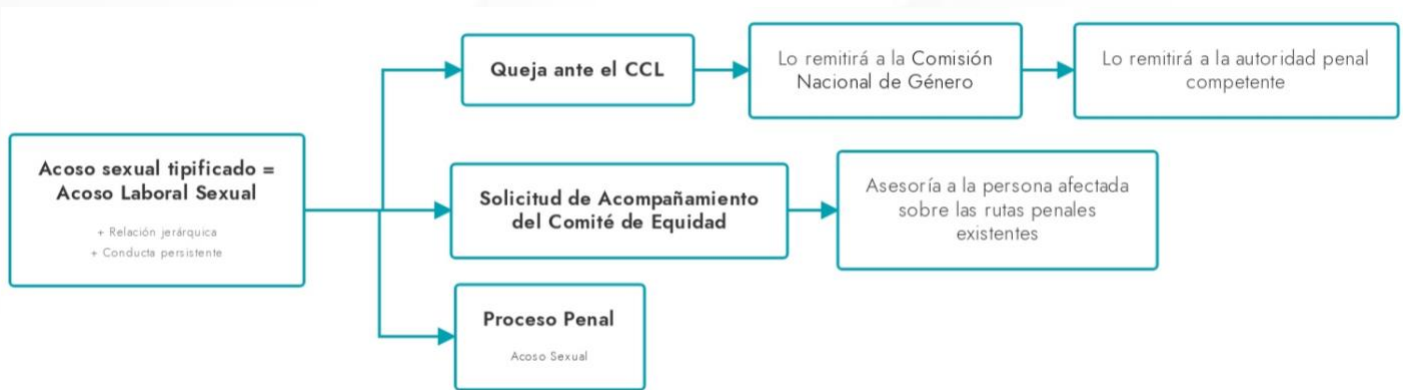 Queja ante el CCL
Lo remitirá a la Comisión
Nacional de Género
Lo remitirá a la autoridad penal
competente
Acoso sexual tipificado =
Acoso Laboral Sexual
+ Relación jerárquica
+ Conducta persistente
Solicitud de Acompañamiento
del Comité de Equidad
Asesoría a la persona afectada
sobre las rutas penales
existentes
Proceso Penal
Acoso Sexual